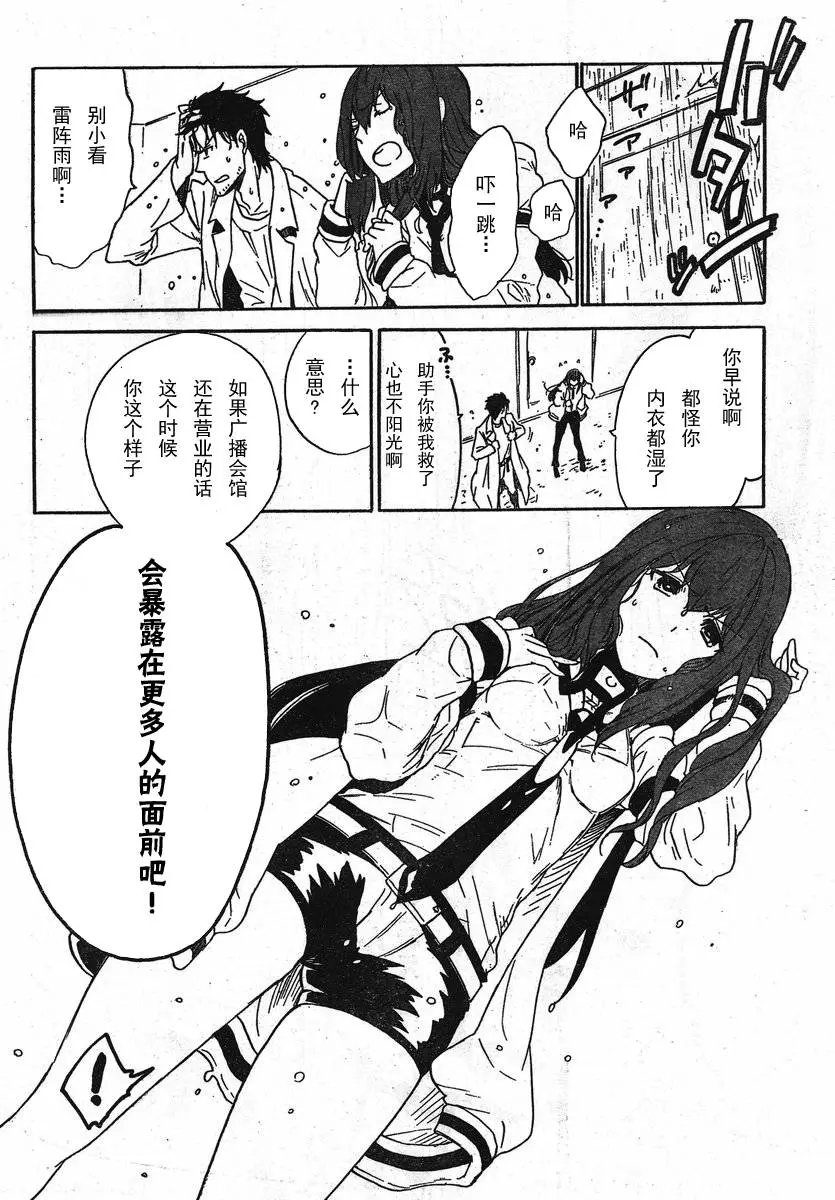 ザァァァッ
哈
哈
吓一跳…
别小看
雷阵雨啊…
你早说啊
都怪你
内衣都湿了
助手你被我救了
心也不阳光啊
…什么
意思？
如果广播会馆
还在营业的话
这个时候
你这个样子
会暴露在更多人的面前吧！
！
C